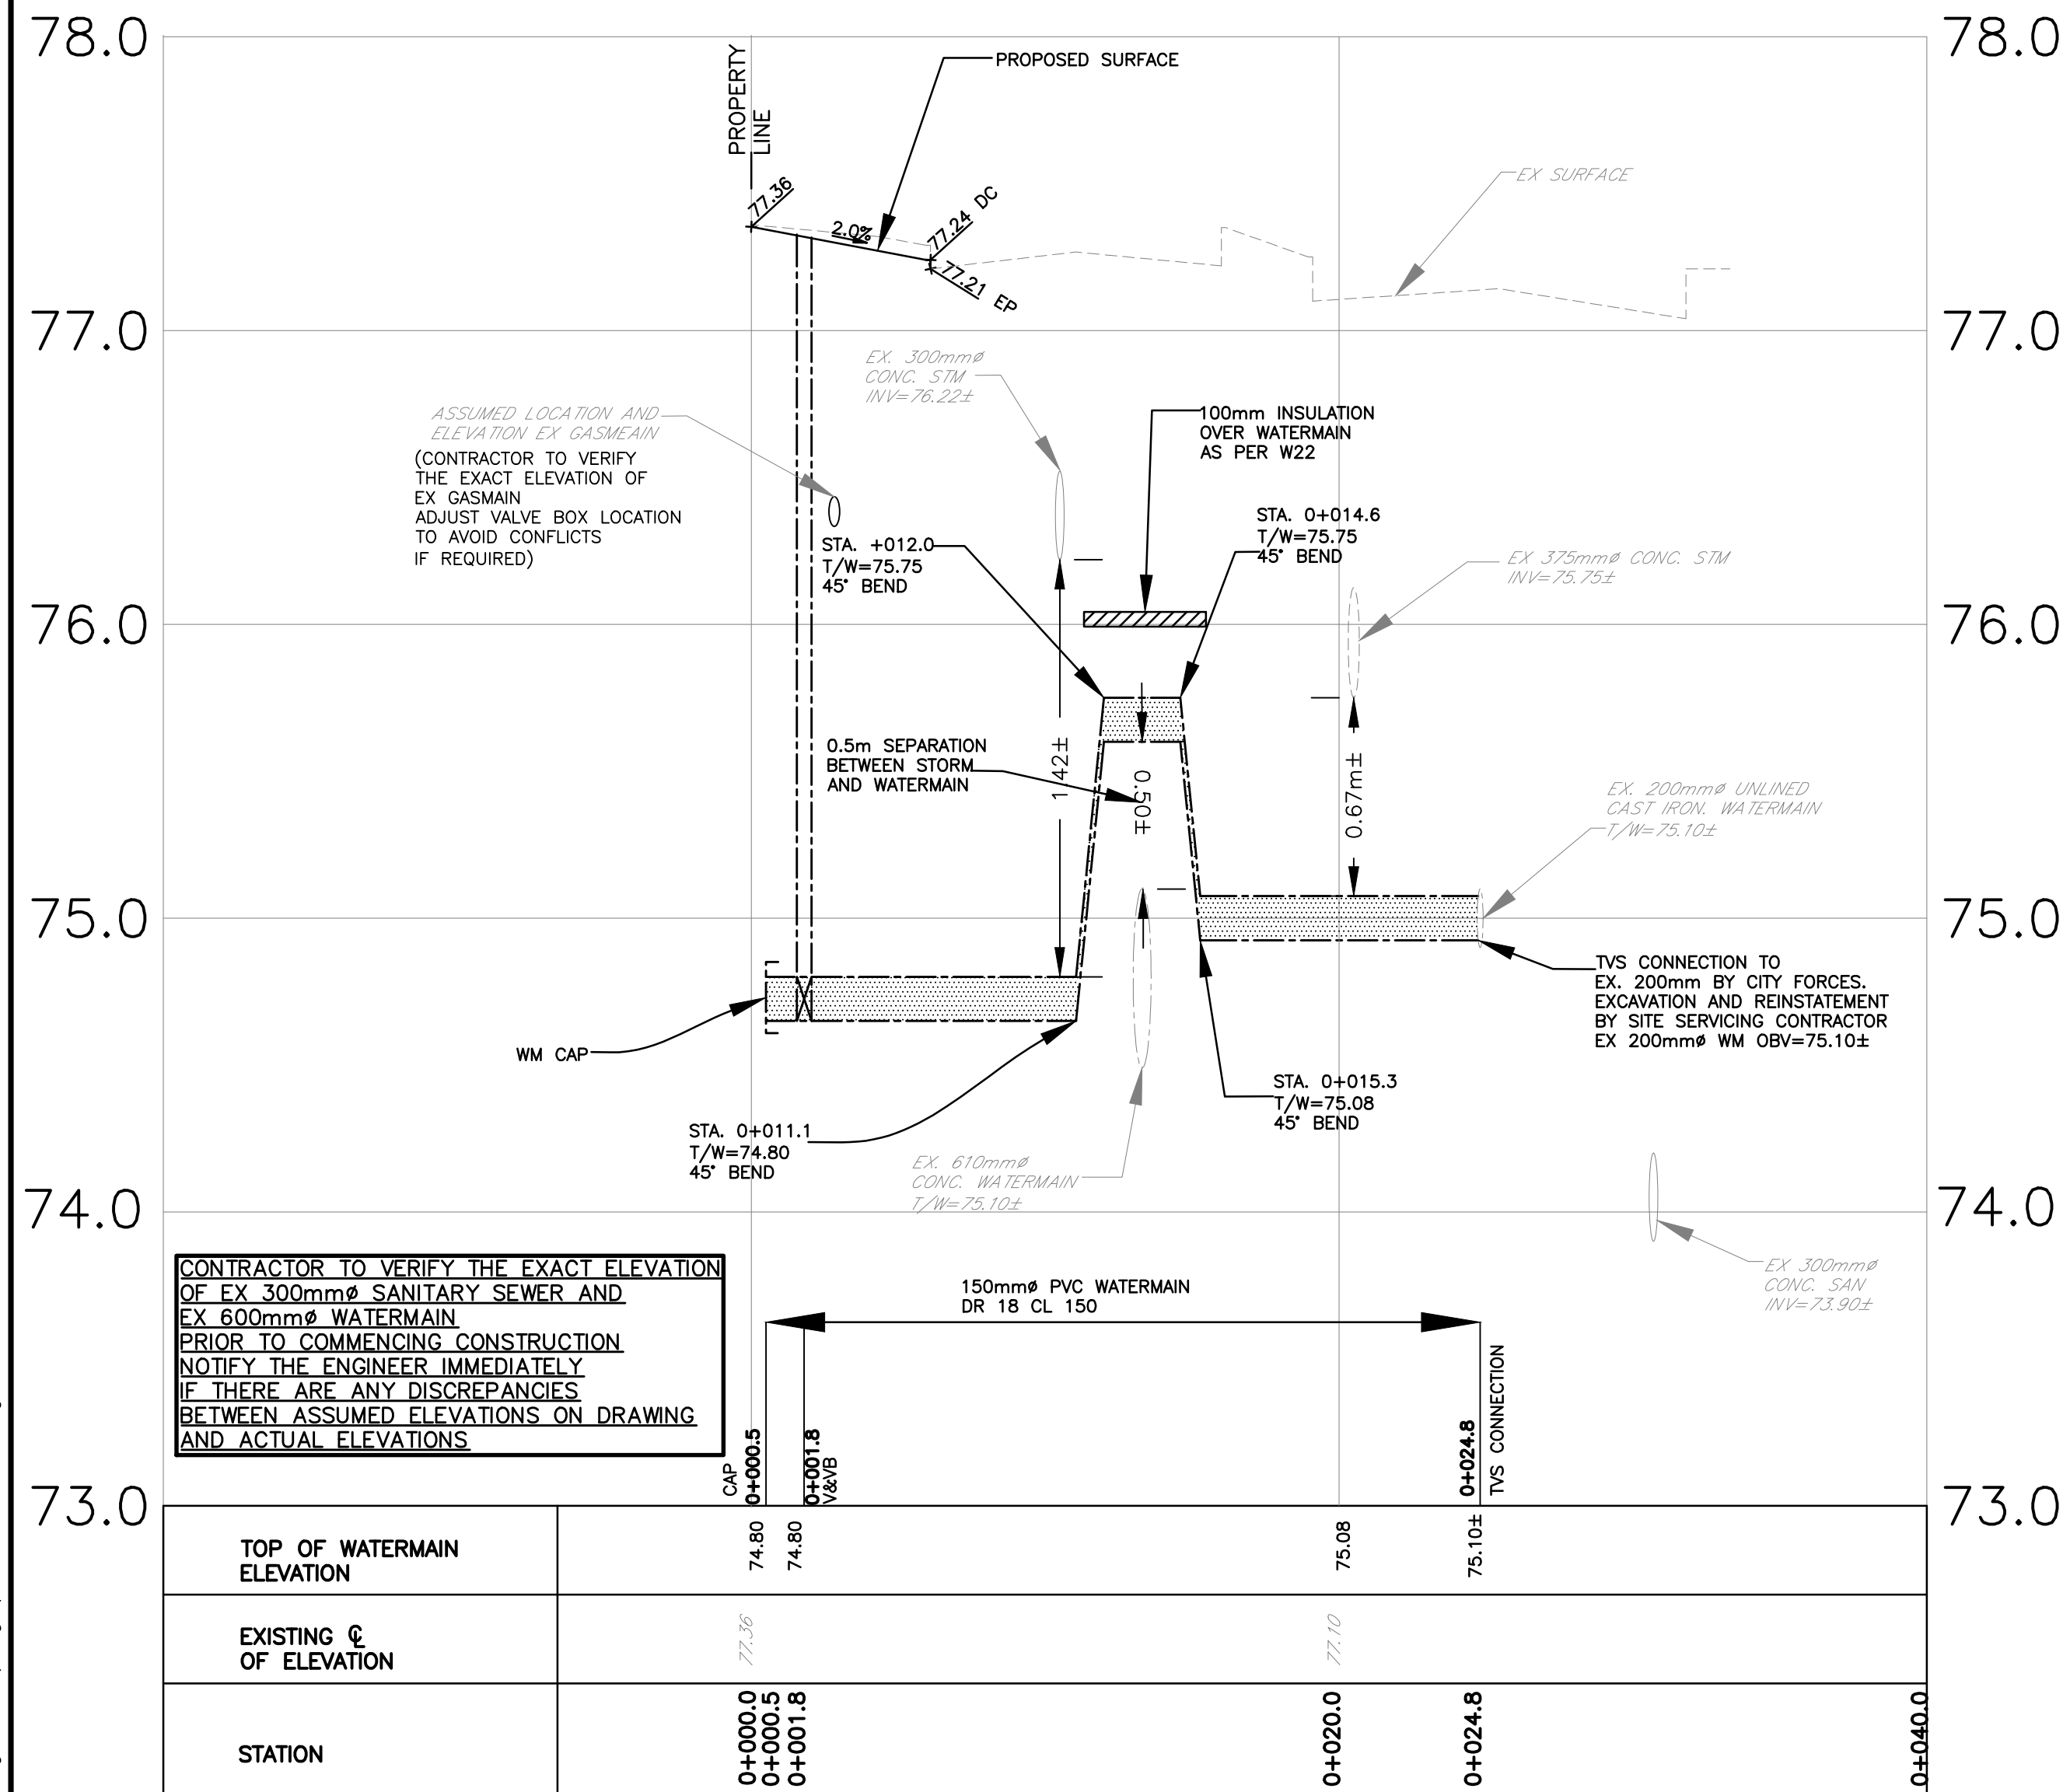 78.0
78.0
PROPERTY
LINE
PROPOSED SURFACE
EX SURFACE
77.36
2.0%
77.24 DC
77.21 EP
77.0
77.0
EX. 300mmø
CONC. STM
INV=76.22±
ASSUMED LOCATION AND
ELEVATION EX GASMEAIN
(CONTRACTOR TO VERIFY
THE EXACT ELEVATION OF
EX GASMAIN
ADJUST VALVE BOX LOCATION
TO AVOID CONFLICTS
IF REQUIRED)
100mm INSULATION
OVER WATERMAIN
AS PER W22
STA. +012.0
T/W=75.75
45° BEND
STA. 0+014.6
T/W=75.75
45° BEND
EX 375mmø CONC. STM
INV=75.75±
76.0
76.0
0.5m SEPARATION
BETWEEN STORM
AND WATERMAIN
1.42±
0.50±
0.67m±
EX. 200mmø UNLINED
CAST IRON. WATERMAIN
T/W=75.10±
75.0
75.0
TVS CONNECTION TO
EX. 200mm BY CITY FORCES.
EXCAVATION AND REINSTATEMENT
BY SITE SERVICING CONTRACTOR
EX 200mmø WM OBV=75.10±
WM CAP
STA. 0+011.1
T/W=74.80
45° BEND
STA. 0+015.3
T/W=75.08
45° BEND
EX. 610mmø
CONC. WATERMAIN
T/W=75.10±
74.0
74.0
EX 300mmø
CONC. SAN
INV=73.90±
CONTRACTOR TO VERIFY THE EXACT ELEVATION
OF EX 300mmø SANITARY SEWER AND
EX 600mmø WATERMAIN
PRIOR TO COMMENCING CONSTRUCTION
NOTIFY THE ENGINEER IMMEDIATELY
IF THERE ARE ANY DISCREPANCIES
BETWEEN ASSUMED ELEVATIONS ON DRAWING
AND ACTUAL ELEVATIONS
150mmø PVC WATERMAIN
DR 18 CL 150
CAP
0+000.5
0+001.8
V&VB
0+024.8
TVS CONNECTION
73.0
73.0
TOP OF WATERMAIN
ELEVATION
74.80
74.80
75.08
75.10±
EXISTING ℄
OF ELEVATION
77.36
77.10
STATION
0+000.0
0+000.5
0+001.8
0+020.0
0+024.8
0+040.0